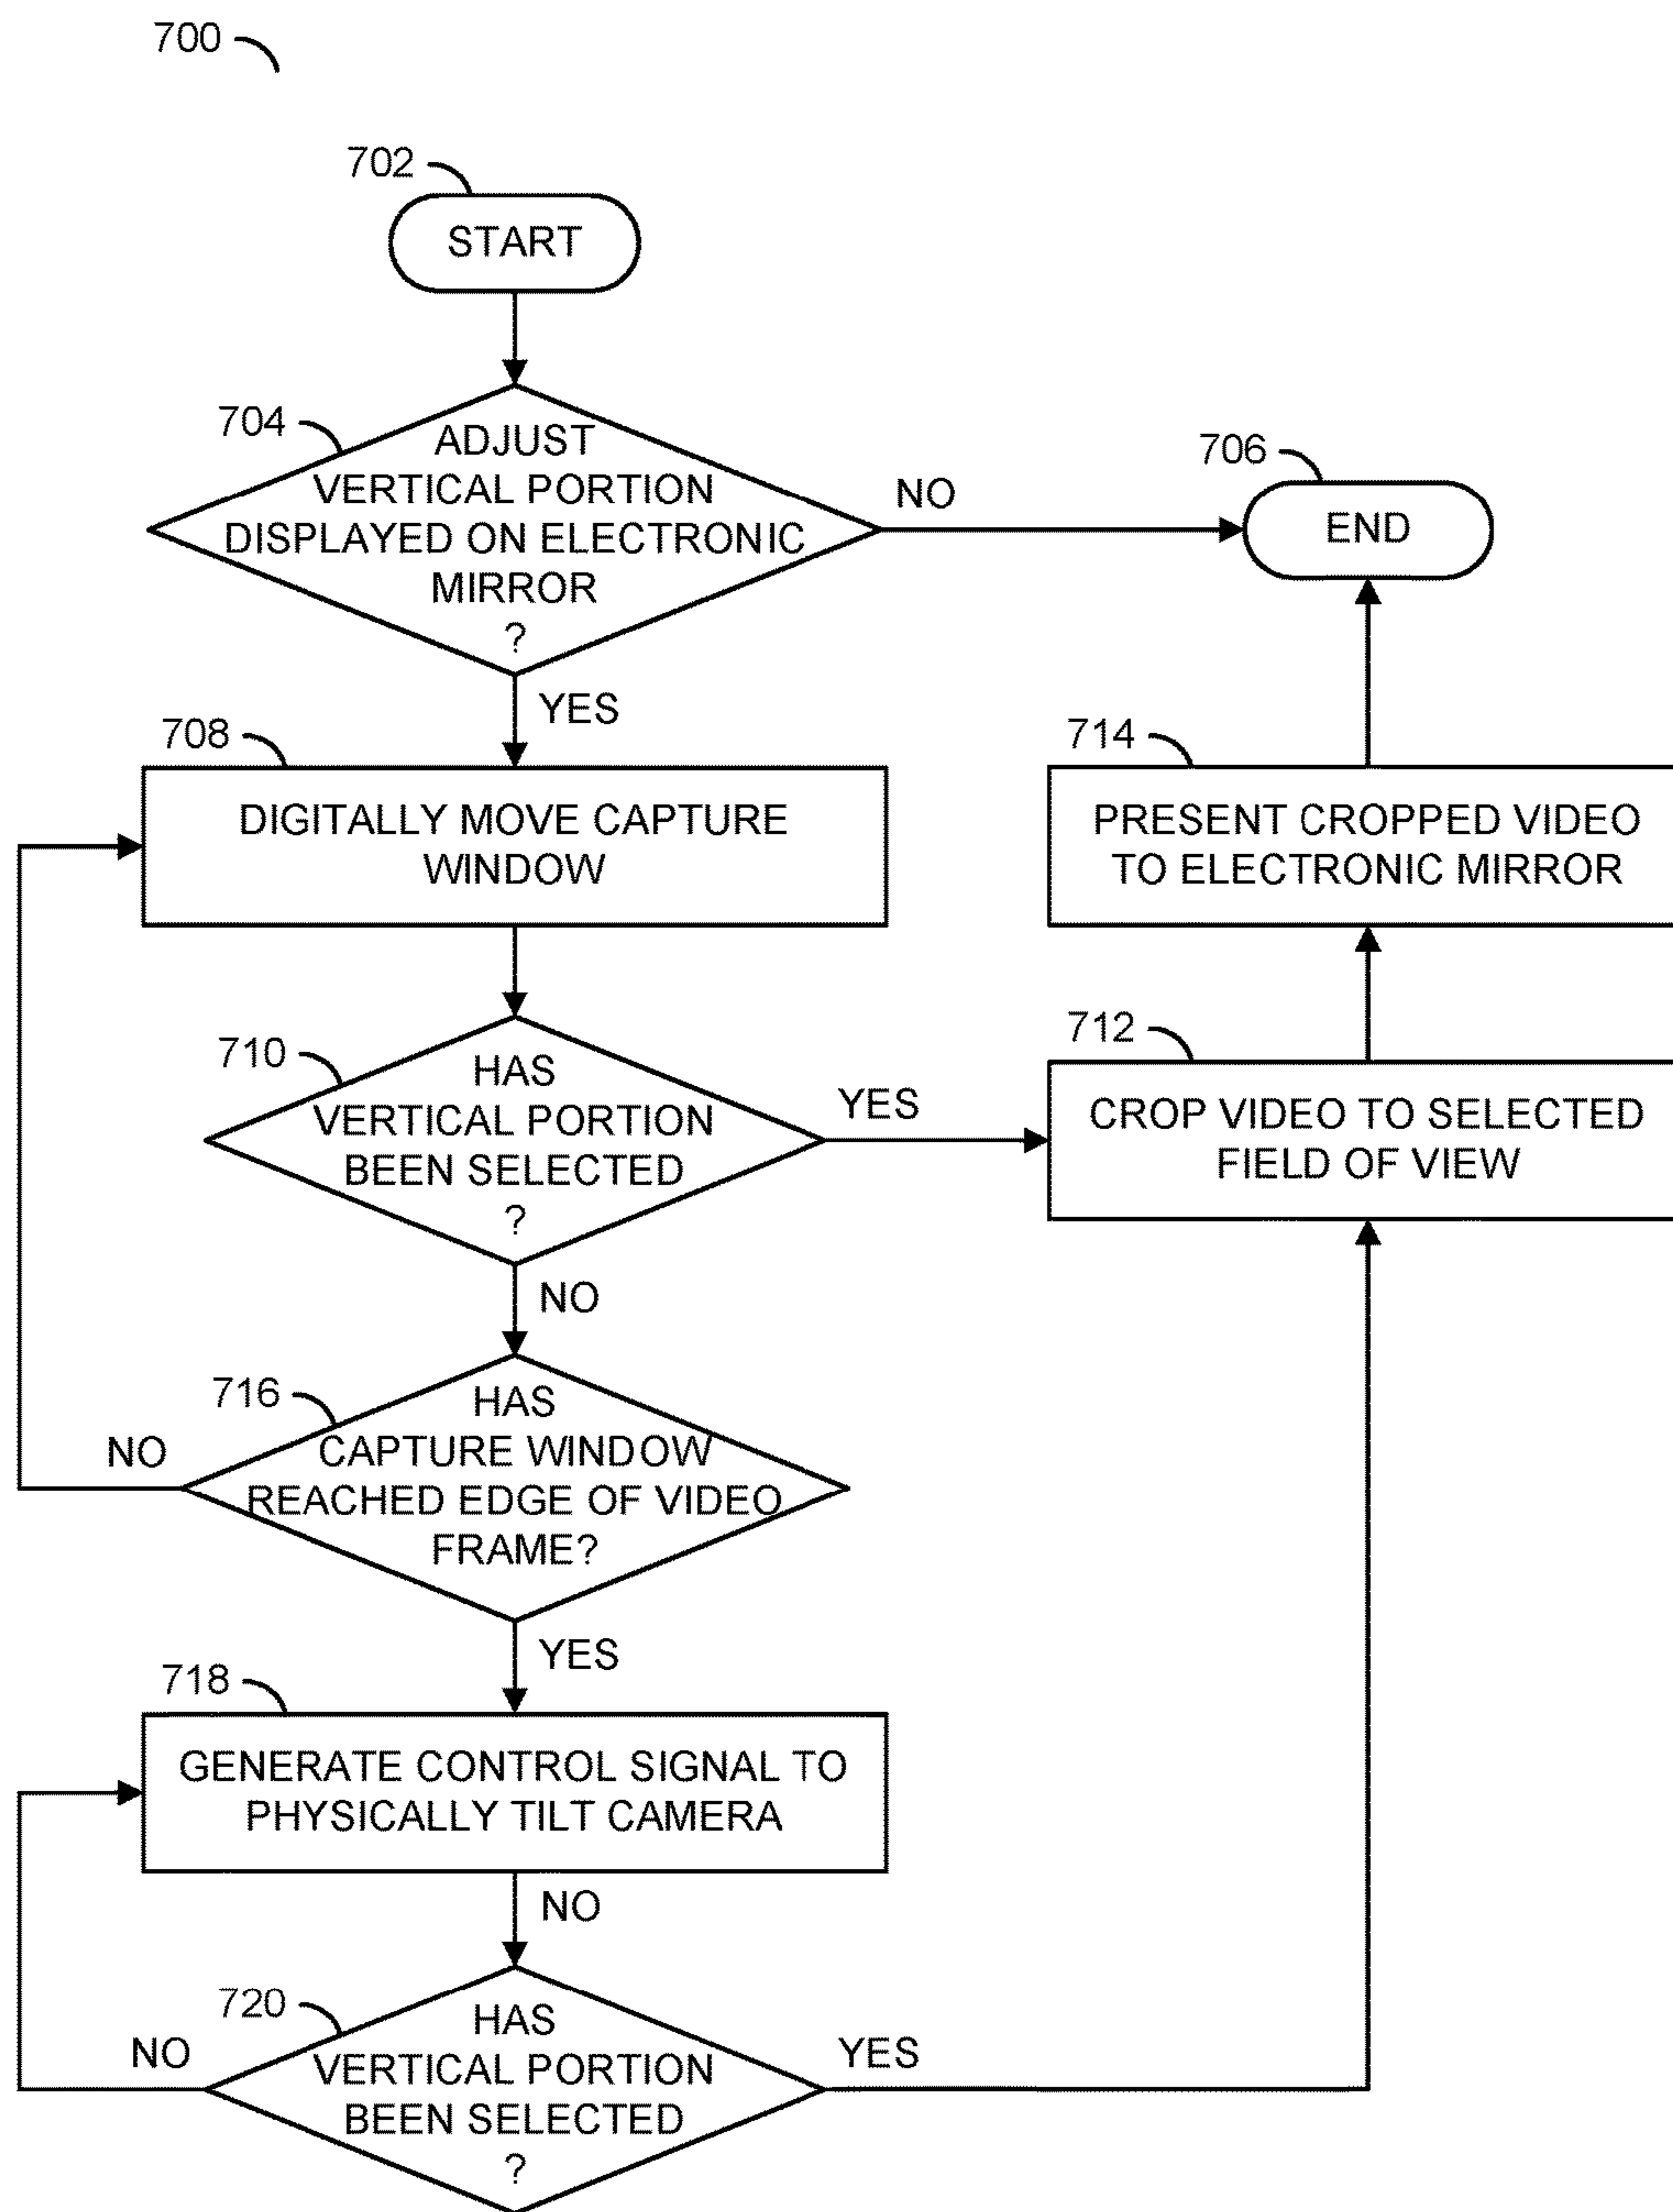 700
702
START
704
ADJUST
VERTICAL PORTION
DISPLAYED ON ELECTRONIC
MIRROR
?
NO
706
END
YES
708
DIGITALLY MOVE CAPTURE
WINDOW
714
PRESENT CROPPED VIDEO
TO ELECTRONIC MIRROR
710
HAS
VERTICAL PORTION
BEEN SELECTED
?
YES
712
CROP VIDEO TO SELECTED
FIELD OF VIEW
NO
716
HAS
CAPTURE WINDOW
REACHED EDGE OF VIDEO
FRAME?
NO
YES
718
GENERATE CONTROL SIGNAL TO
PHYSICALLY TILT CAMERA
NO
720
HAS
VERTICAL PORTION
BEEN SELECTED
?
NO
YES